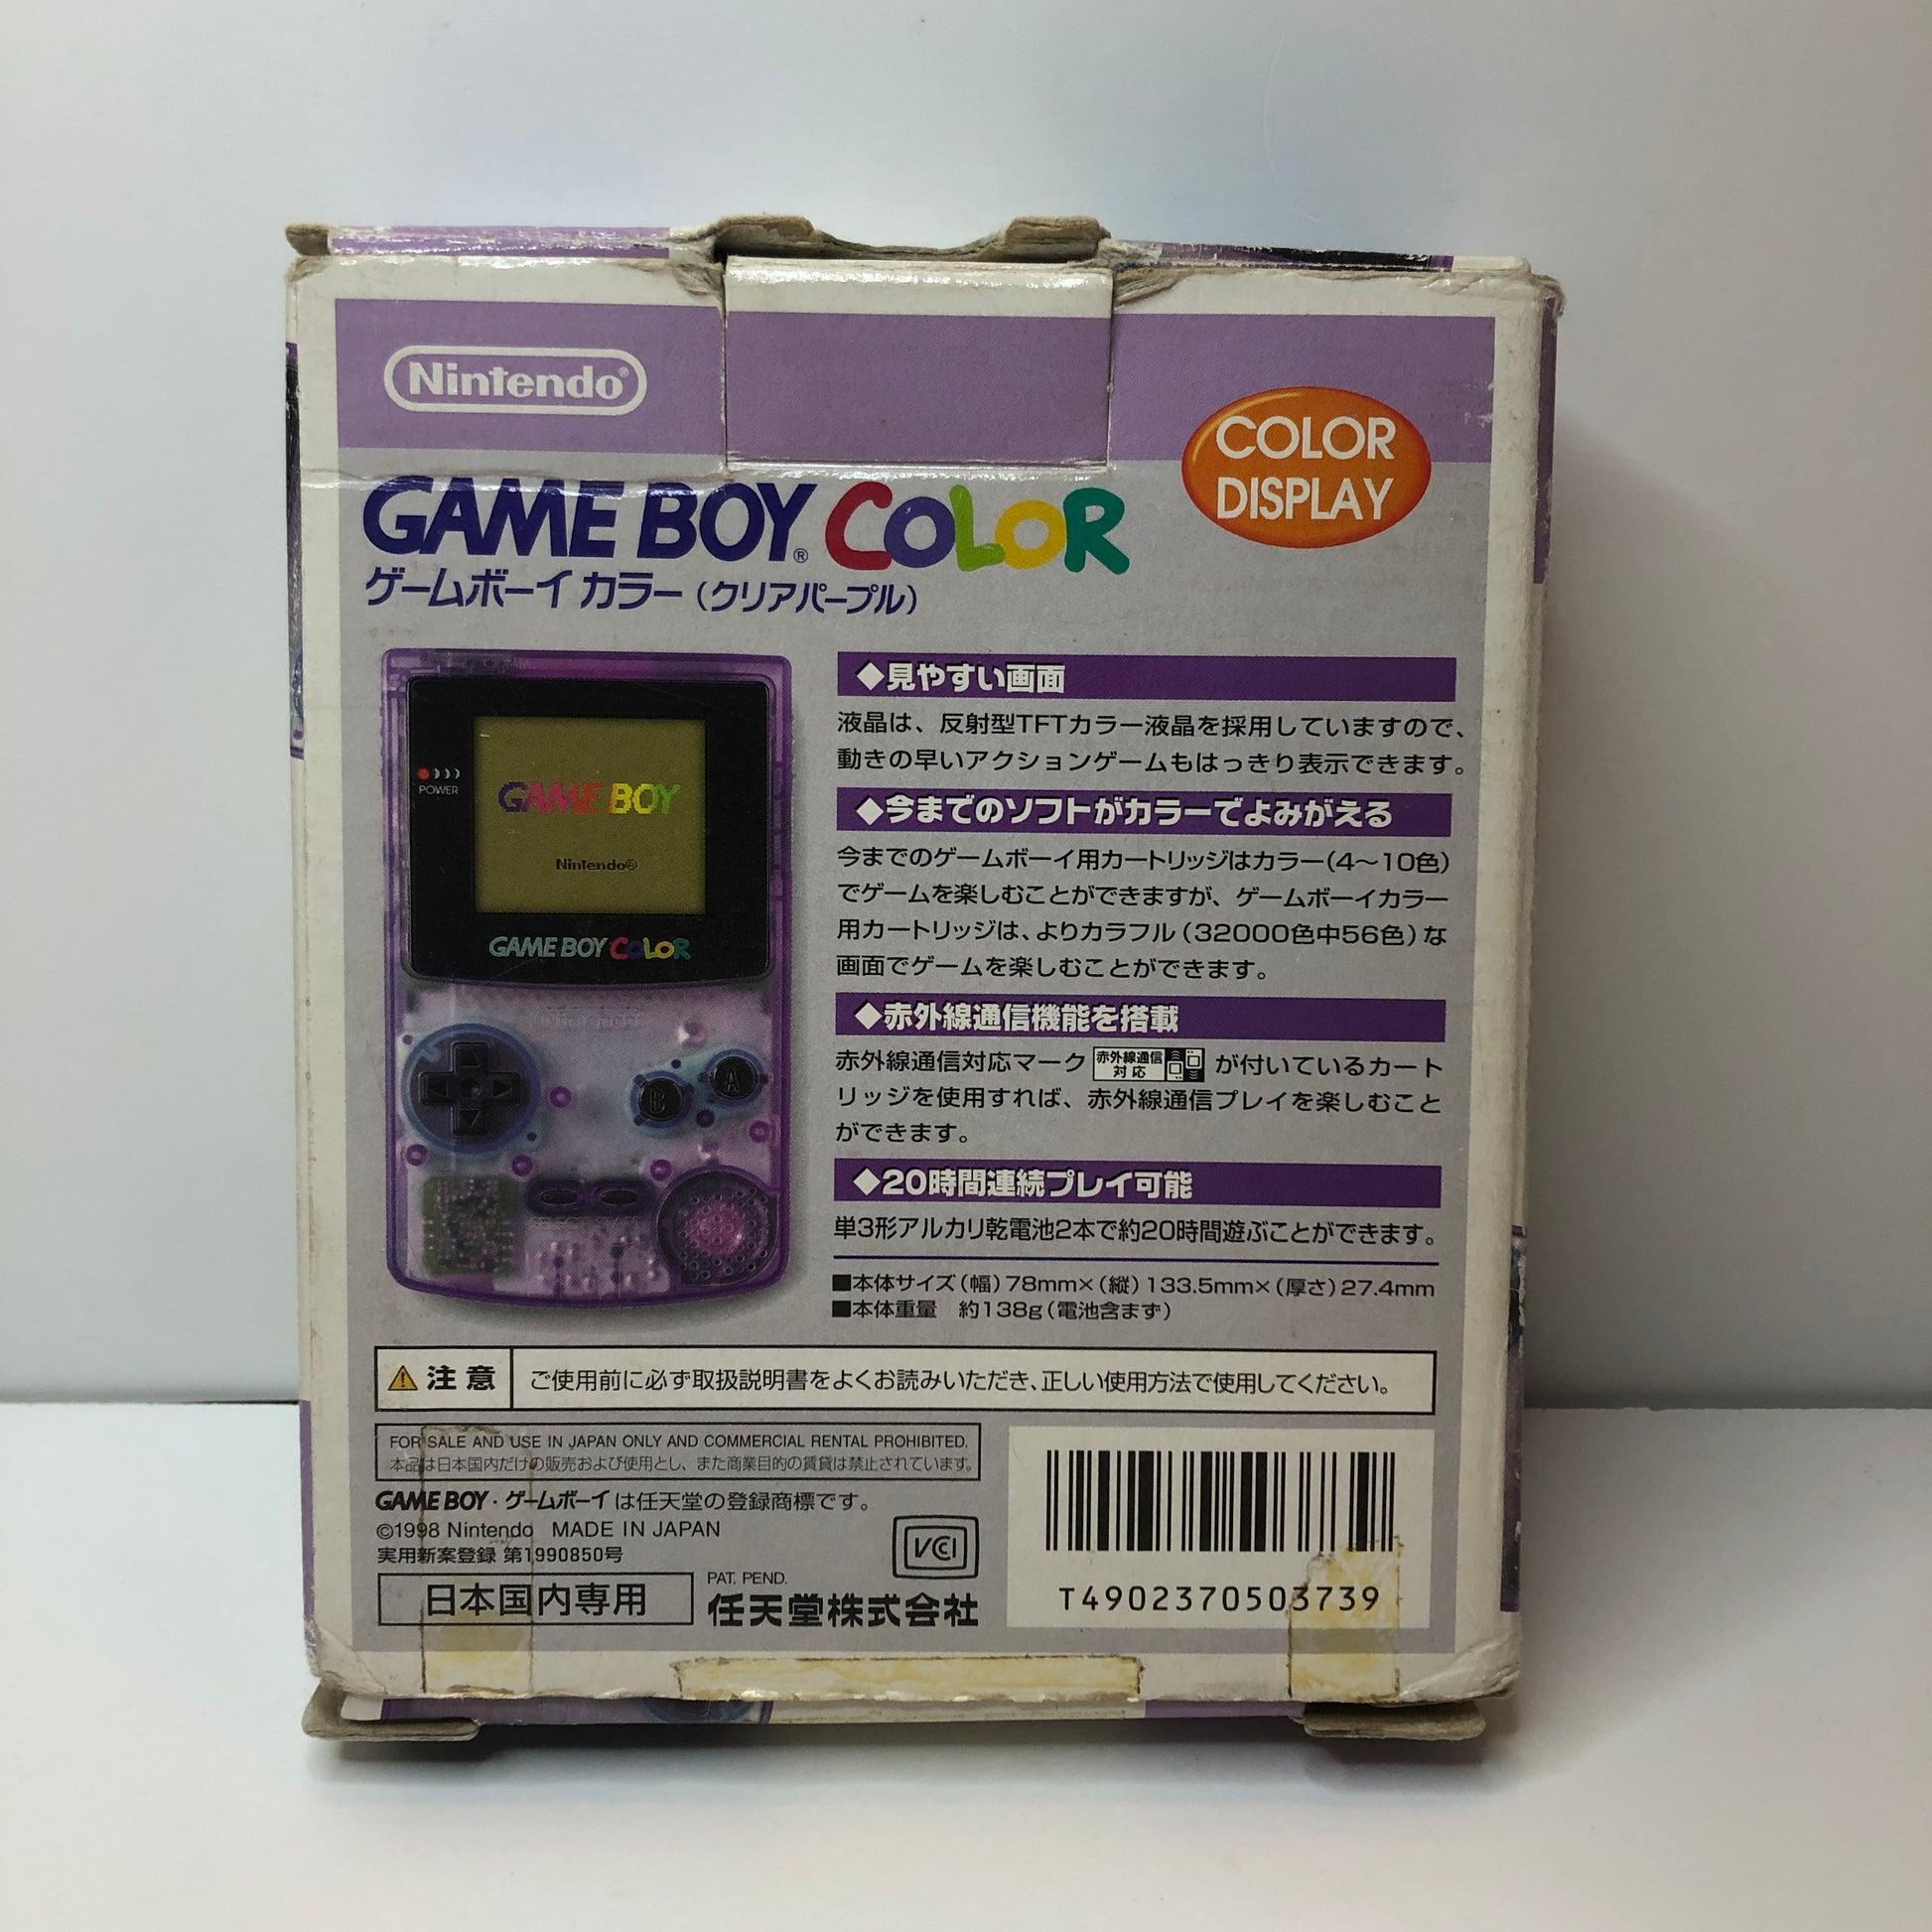 Nintendo®
COLOR
DISPLAY
GAME BOY® COLOR
ゲームボーイ カラー（クリアパープル）
POWER
GAME BOY
Nintendo®
GAME BOY COLOR
B
A
◆見やすい画面
液晶は、反射型TFTカラー液晶を採用していますので、
動きの早いアクションゲームもはっきり表示できます。
◆今までのソフトがカラーでよみがえる
今までのゲームボーイ用カートリッジはカラー（4〜10色）
でゲームを楽しむことができますが、ゲームボーイカラー
用カートリッジは、よりカラフル（32000色中56色）な
画面でゲームを楽しむことができます。
◆赤外線通信機能を搭載
赤外線通信対応マーク 赤外線通信 対応 が付いているカート
リッジを使用すれば、赤外線通信プレイを楽しむこと
ができます。
◆20時間連続プレイ可能
単3形アルカリ乾電池2本で約20時間遊ぶことができます。
■本体サイズ（幅）78mm×（縦）133.5mm×（厚さ）27.4mm
■本体重量 約138g（電池含まず）
⚠注意 ご使用前に必ず取扱説明書をよくお読みいただき、正しい使用方法で使用してください。
FOR SALE AND USE IN JAPAN ONLY AND COMMERCIAL RENTAL PROHIBITED.
本品は日本国内だけの販売および使用とし、また商業目的の賃貸は禁止されています。
GAME BOY・ゲームボーイは任天堂の登録商標です。
©1998 Nintendo MADE IN JAPAN
実用新案登録 第1990850号
VCI
日本国内専用
PAT. PEND.
任天堂株式会社
T4902370503739